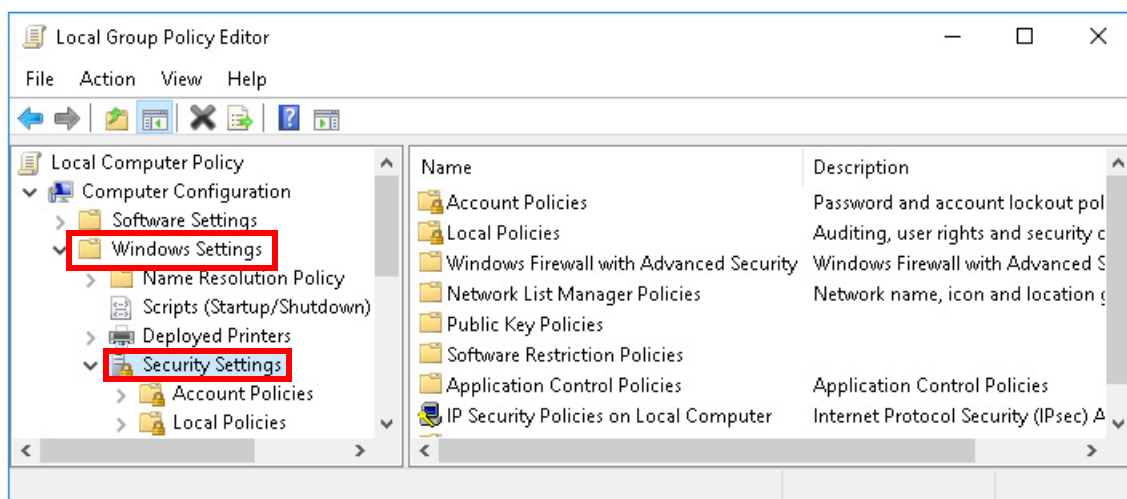 Local Group Policy Editor
File Action View Help
Local Computer Policy
Computer Configuration
Software Settings
Windows Settings
Name Resolution Policy
Scripts (Startup/Shutdown)
Deployed Printers
Security Settings
Account Policies
Local Policies
Name Description
Account Policies Password and account lockout pol
Local Policies Auditing, user rights and security c
Windows Firewall with Advanced Security Windows Firewall with Advanced S
Network List Manager Policies Network name, icon and location g
Public Key Policies
Software Restriction Policies
Application Control Policies Application Control Policies
IP Security Policies on Local Computer Internet Protocol Security (IPsec) A